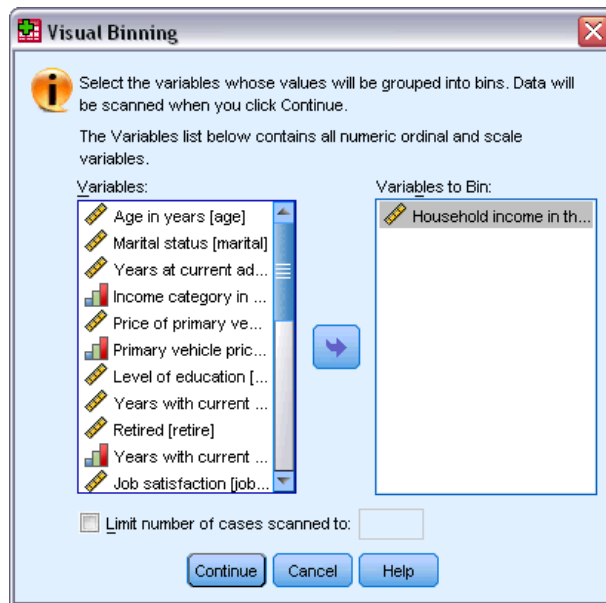 Visual Binning
Select the variables whose values will be grouped into bins. Data will
be scanned when you click Continue.
The Variables list below contains all numeric ordinal and scale
variables.
Variables:
Age in years [age]
Marital status [marital]
Years at current ad...
Income category in ...
Price of primary ve...
Primary vehicle pric...
Level of education [...
Years with current ...
Retired [retire]
Years with current ...
Job satisfaction [job...
Variables to Bin:
Household income in th...
Limit number of cases scanned to:
Continue
Cancel
Help